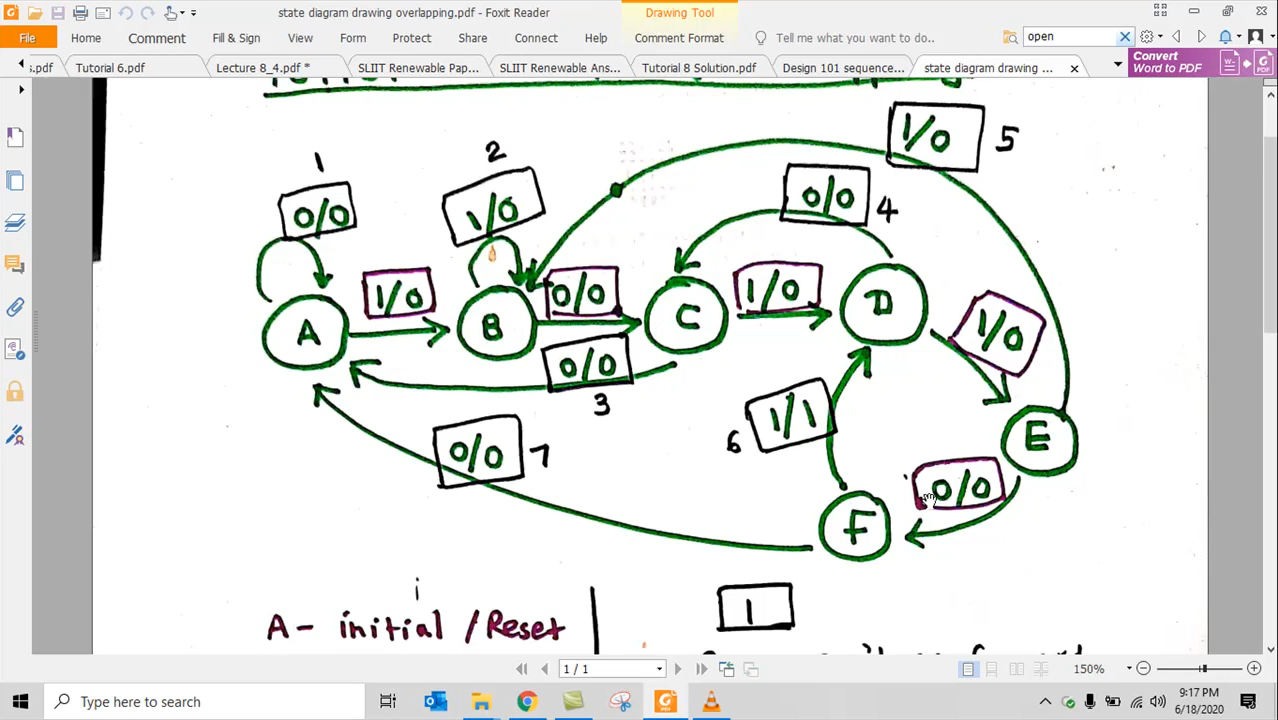 state diagram drawing overlapping.pdf - Foxit Reader
Drawing Tool
File
Home
Comment
Fill & Sign
View
Form
Protect
Share
Connect
Help
Comment Format
Tell me what you want to do..
open
s.pdf
Tutorial 6.pdf
Lecture 8_4.pdf *
SLIIT Renewable Pap...
SLIIT Renewable Ans...
Tutorial 8 Solution.pdf
Design 101 sequence...
state diagram drawing ...
Convert
Word to PDF
1/0 5
1
2
0/0
1/0
0/0 4
1/0
0/0
1/0
1/0
A
B
C
D
0/0
3
1/1
6
E
0/0 7
0/0
F
i
1
A- initial /Reset
1 / 1
150%
Type here to search
9:17 PM
6/18/2020